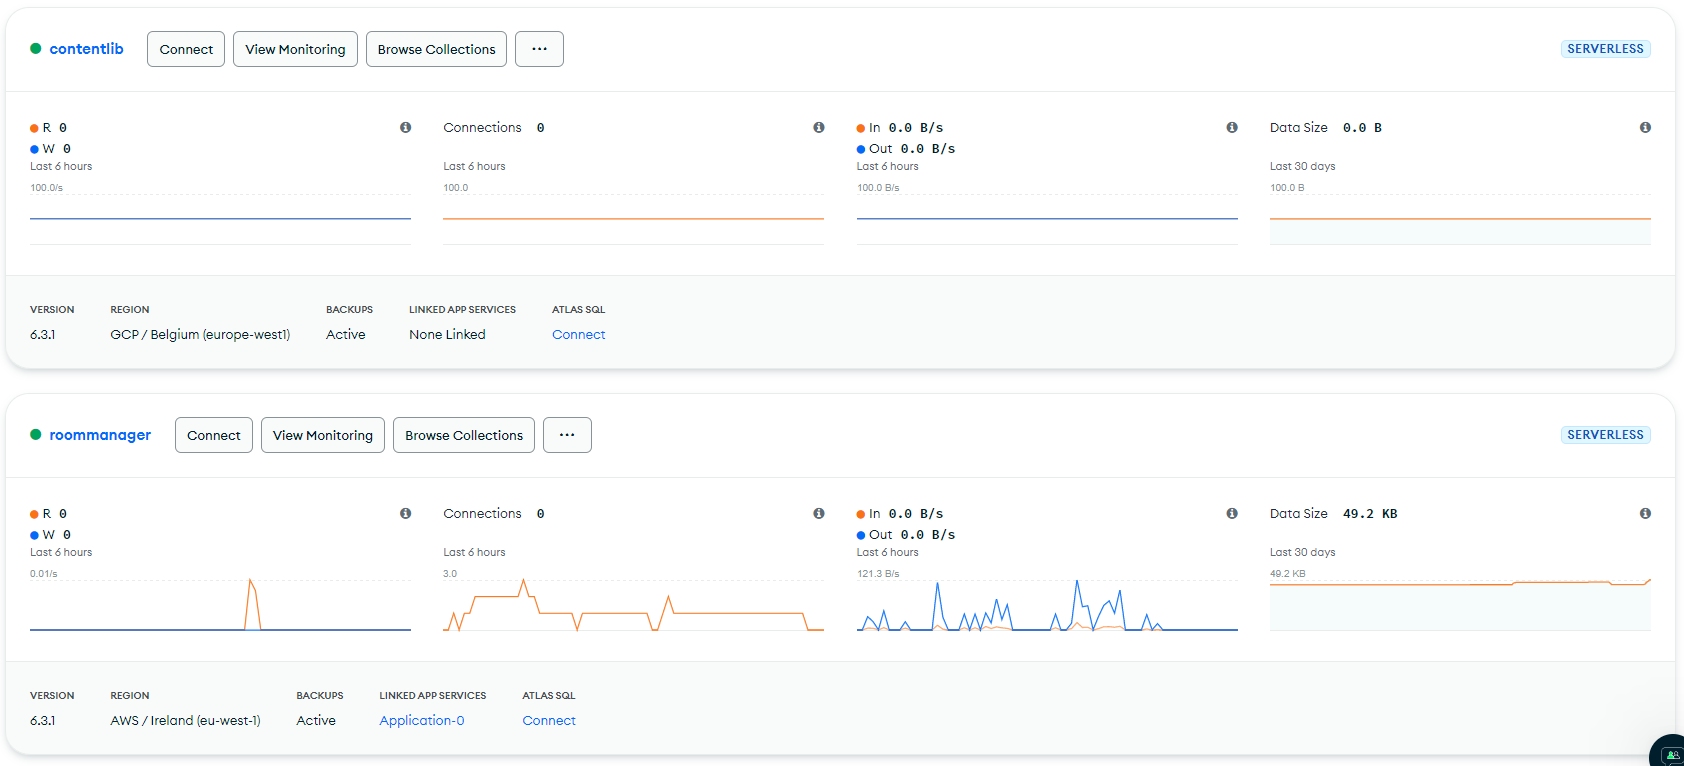 contentlib Connect View Monitoring Browse Collections ... SERVERLESS
R 0 Connections 0 In 0.0 B/s Data Size 0.0 B
W 0 Out 0.0 B/s
Last 6 hours Last 6 hours Last 6 hours Last 30 days
100.0/s 100.0 100.0 B/s 100.0 B
VERSION REGION BACKUPS LINKED APP SERVICES ATLAS SQL
6.3.1 GCP / Belgium (europe-west1) Active None Linked Connect
roommanager Connect View Monitoring Browse Collections ... SERVERLESS
R 0 Connections 0 In 0.0 B/s Data Size 49.2 KB
W 0 Out 0.0 B/s
Last 6 hours Last 6 hours Last 6 hours Last 30 days
0.01/s 3.0 121.3 B/s 49.2 KB
VERSION REGION BACKUPS LINKED APP SERVICES ATLAS SQL
6.3.1 AWS / Ireland (eu-west-1) Active Application-0 Connect